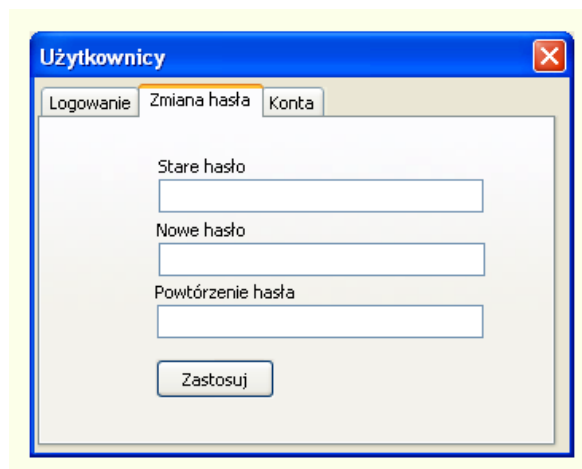 Użytkownicy
Logowanie Zmiana hasła Konta
Stare hasło
Nowe hasło
Powtórzenie hasła
Zastosuj